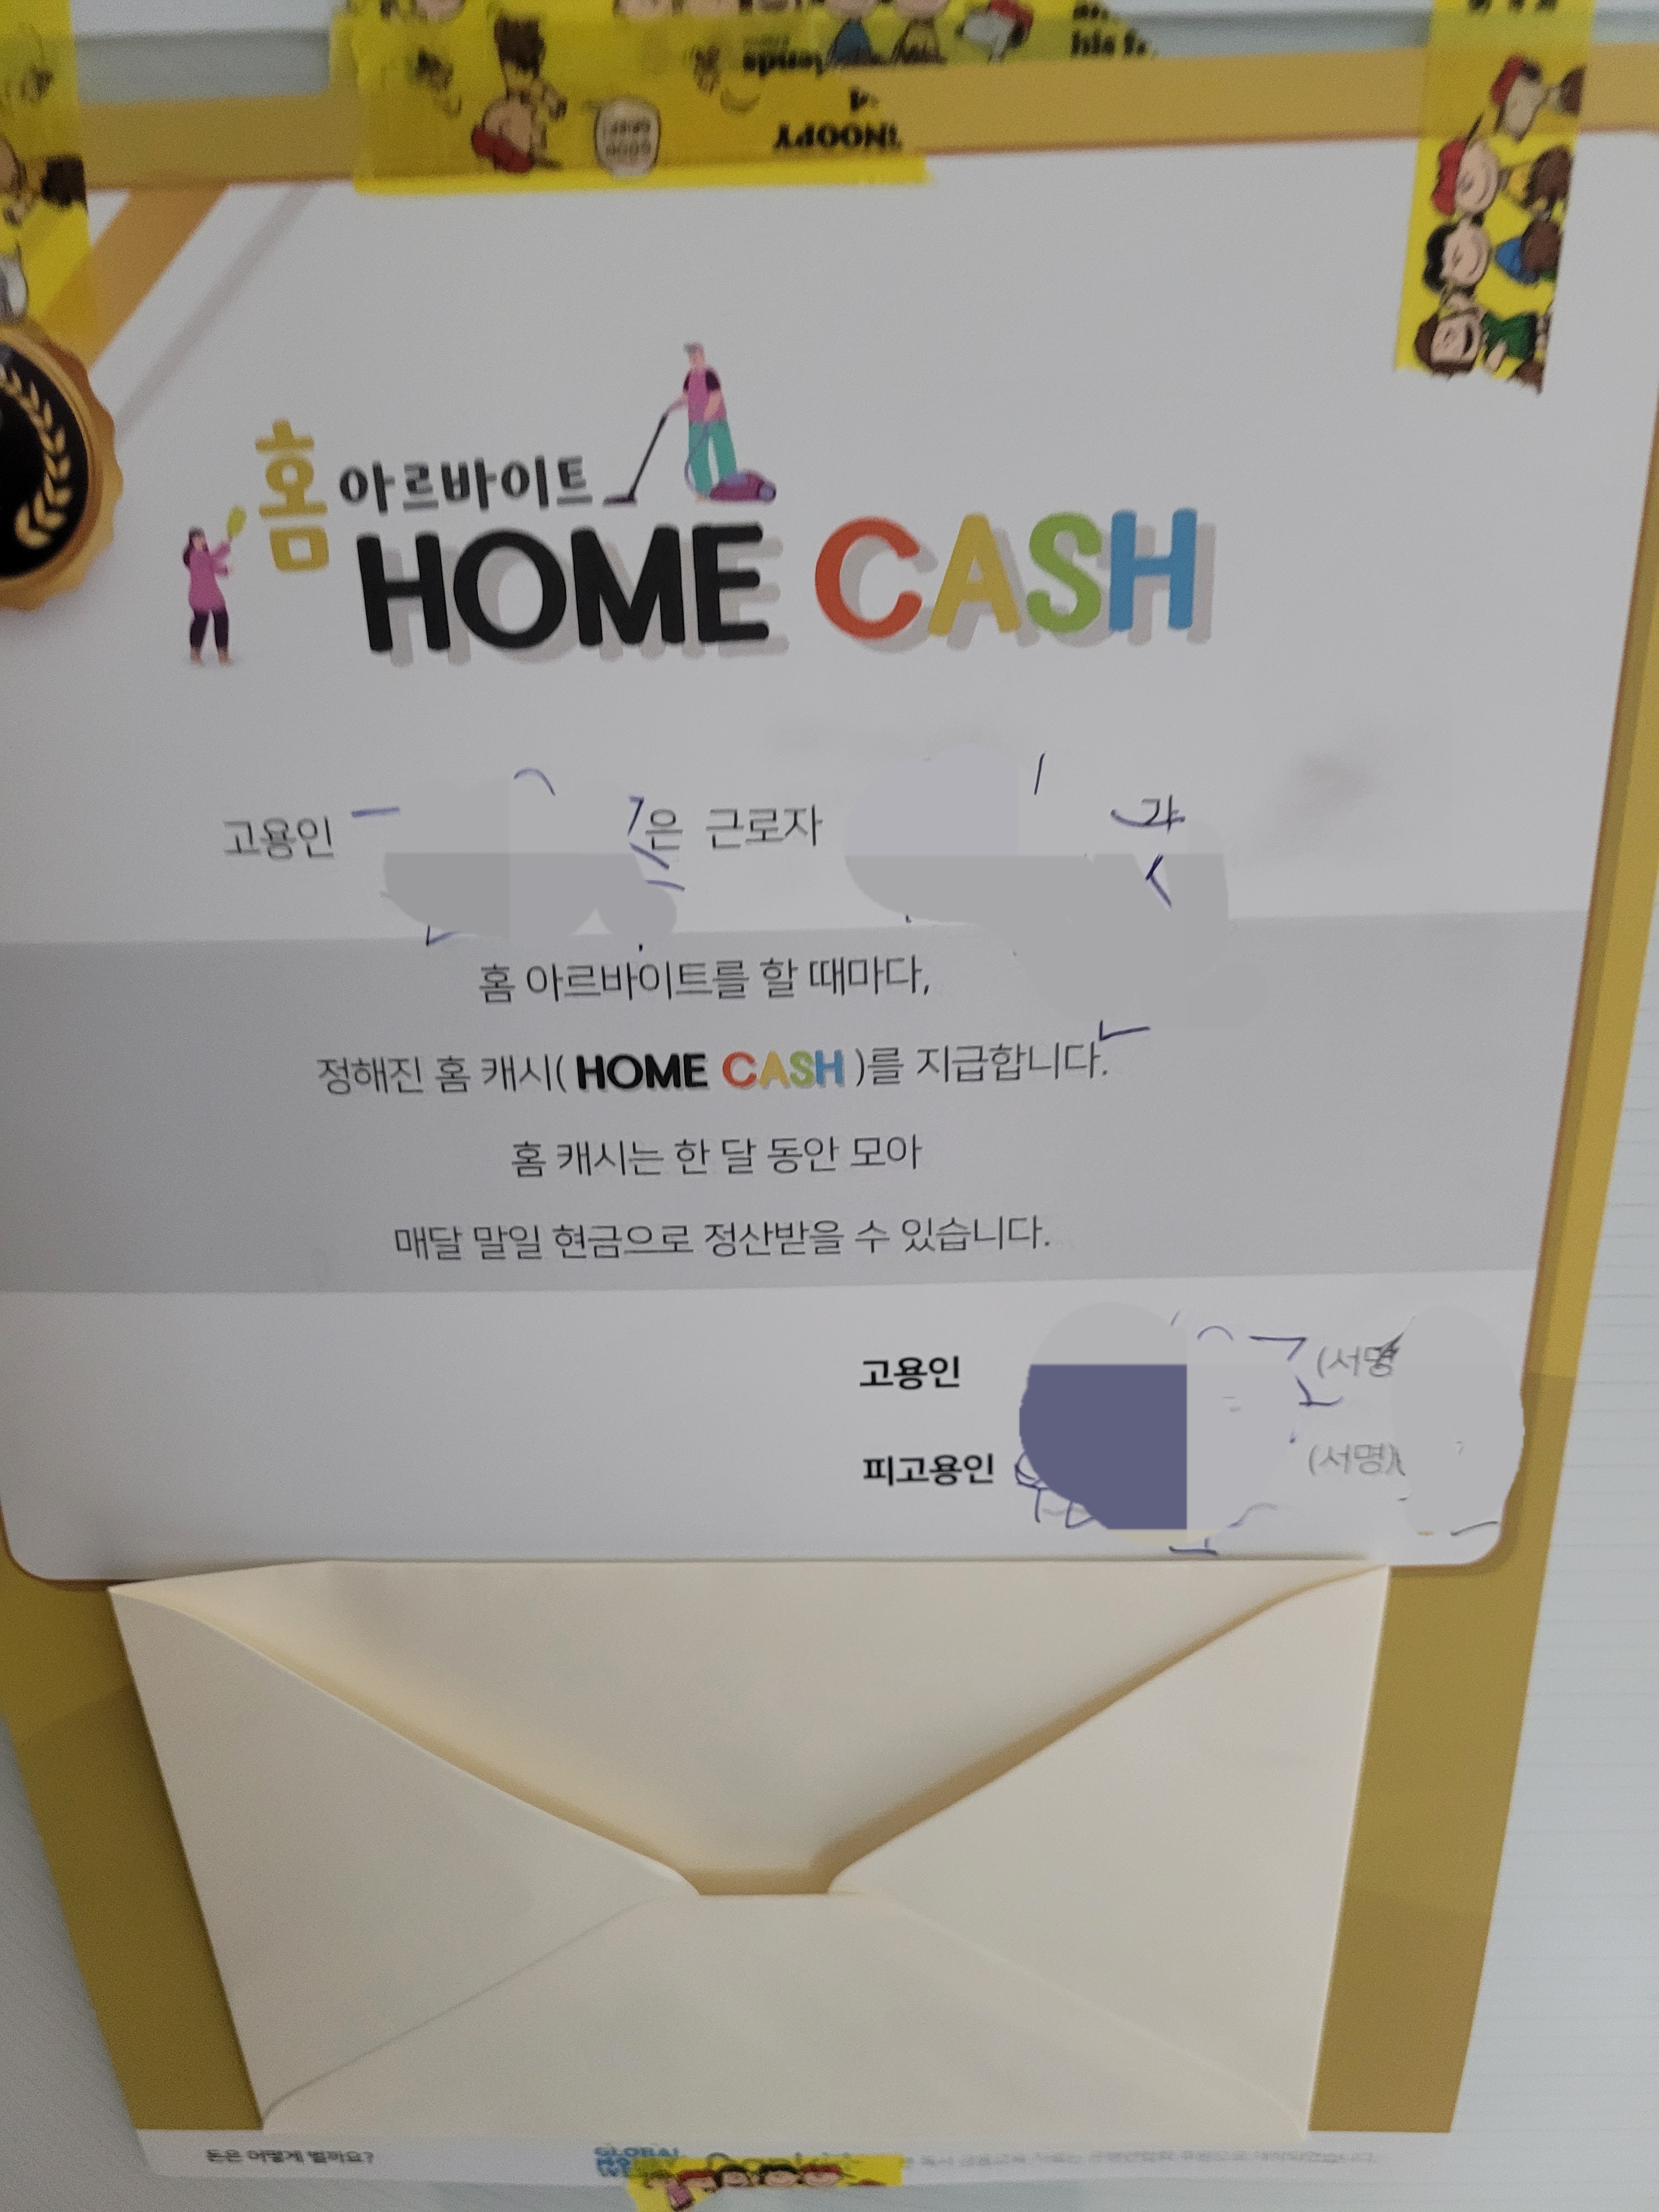 SNOOPY
홈 아르바이트
HOME CASH
고용인 은 근로자 과
홈 아르바이트를 할 때마다,
정해진 홈 캐시( HOME CASH )를 지급합니다.
홈 캐시는 한 달 동안 모아
매달 말일 현금으로 정산받을 수 있습니다.
고용인 (서명
피고용인 (서명)
돈은 어떻게 벌까요?
GLOBAL
MONEY